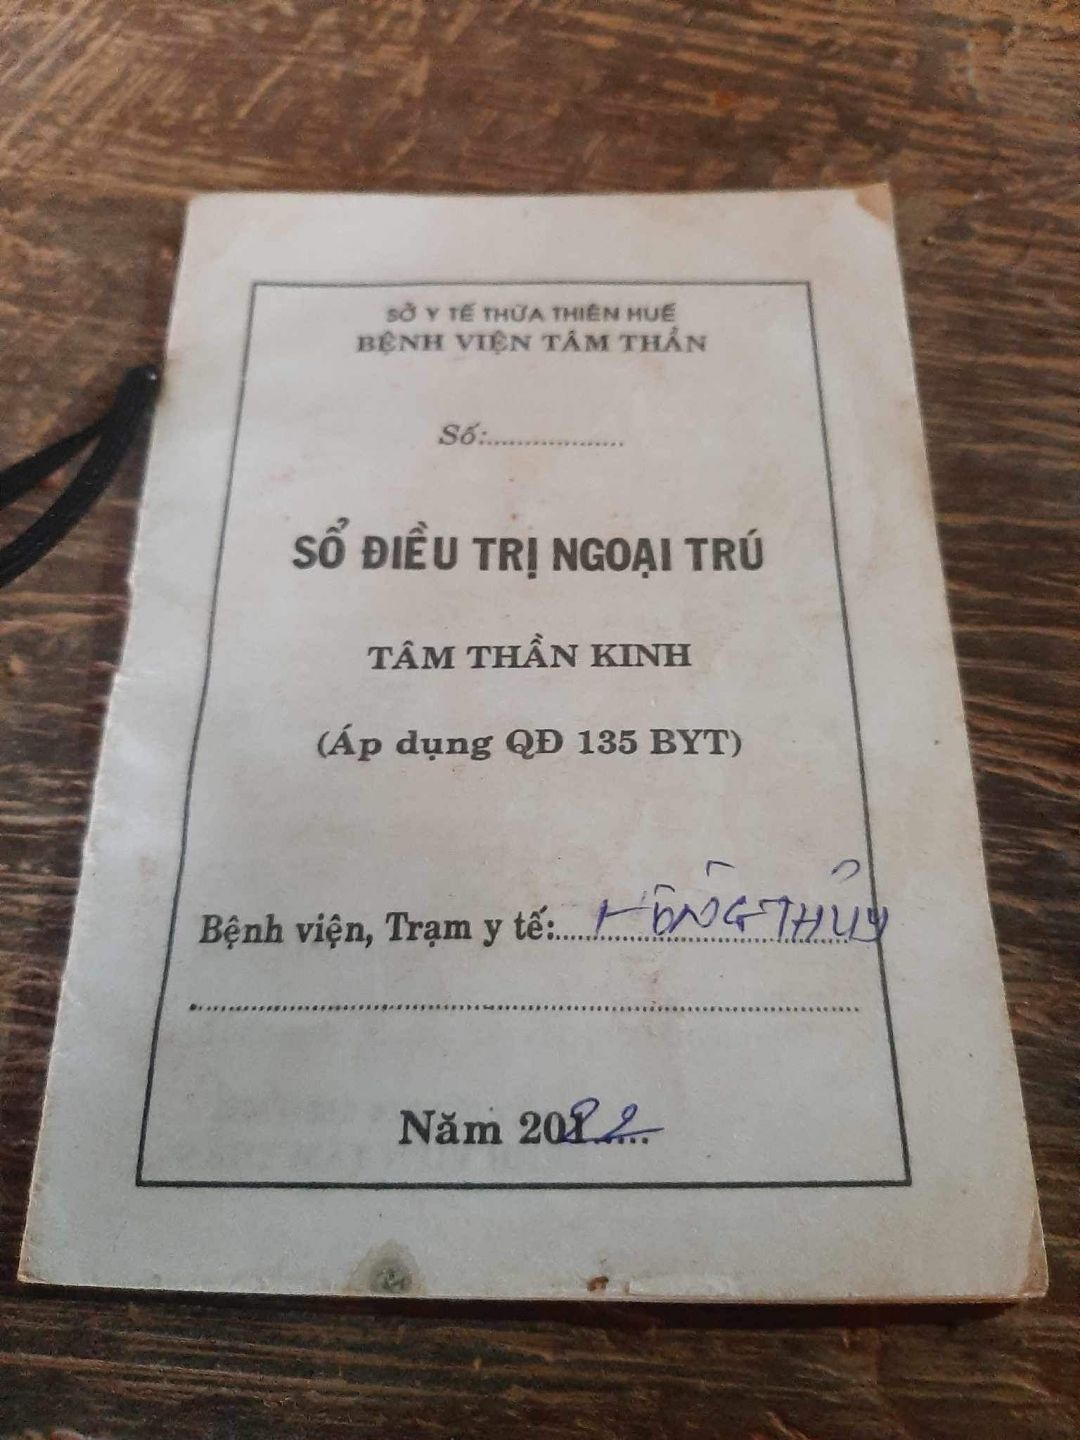 SỞ Y TẾ THỪA THIÊN HUẾ
BỆNH VIỆN TÂM THẦN
Số:...................
SỔ ĐIỀU TRỊ NGOẠI TRÚ
TÂM THẦN KINH
(Áp dụng QĐ 135 BYT)
Bệnh viện, Trạm y tế: HỒNG THỦY
Năm 2022